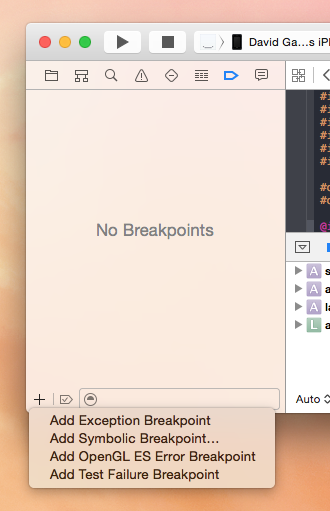 David Ga...s iPh
#i
#i
#i
#i
#i
#i
#d
#d
@i
No Breakpoints
A s
A a
A la
L a
Auto
Add Exception Breakpoint
Add Symbolic Breakpoint...
Add OpenGL ES Error Breakpoint
Add Test Failure Breakpoint